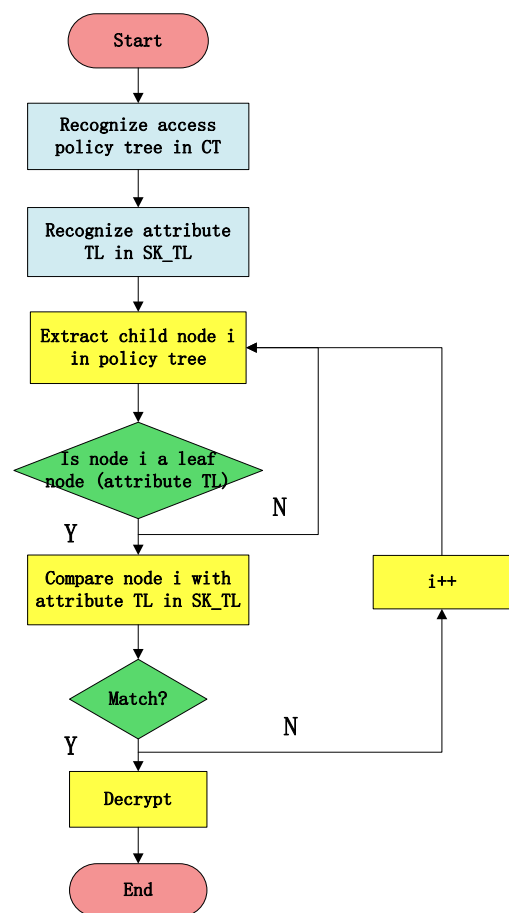 Start
Recognize access
policy tree in CT
Recognize attribute
TL in SK_TL
Extract child node i
in policy tree
Is node i a leaf
node (attribute TL)
N
Y
Compare node i with
attribute TL in SK_TL
i++
Match?
N
Y
Decrypt
End